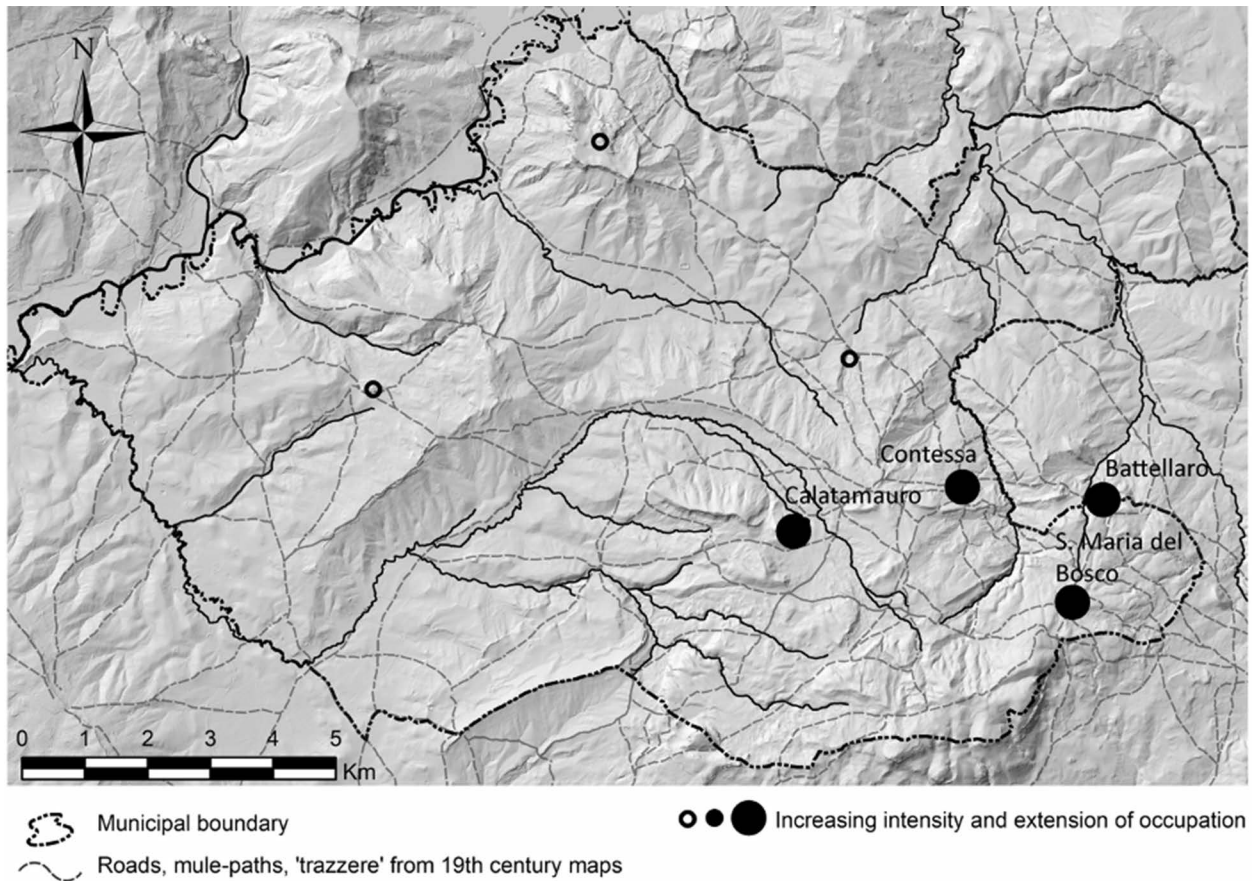 N
Contessa
Battellaro
Calatamauro
S. Maria del
Bosco
0 1 2 3 4 5
Km
Municipal boundary
Increasing intensity and extension of occupation
Roads, mule-paths, 'trazzere' from 19th century maps